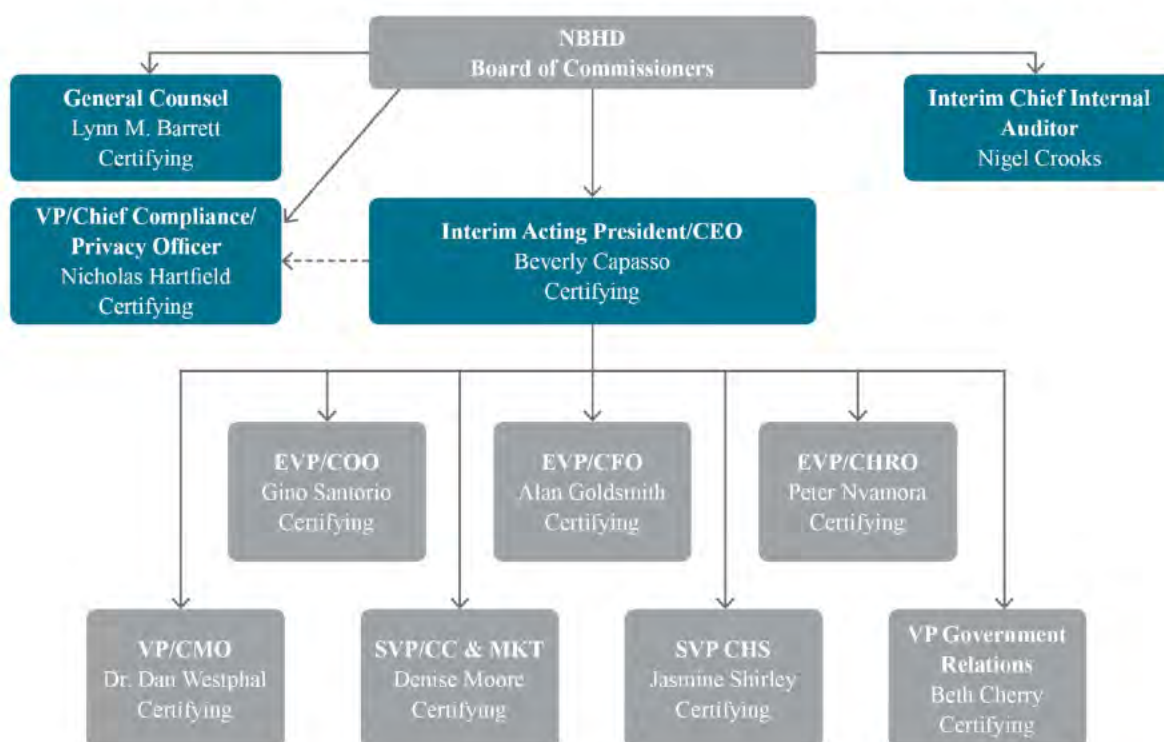 NBHD
Board of Commissioners
General Counsel
Lynn M. Barrett
Certifying
Interim Chief Internal
Auditor
Nigel Crooks
VP/Chief Compliance/
Privacy Officer
Nicholas Hartfield
Certifying
Interim Acting President/CEO
Beverly Capasso
Certifying
EVP/COO
Gino Santorio
Certifying
EVP/CFO
Alan Goldsmith
Certifying
EVP/CHRO
Peter Nvamora
Certifying
VP/CMO
Dr. Dan Westphal
Certifying
SVP/CC & MKT
Denise Moore
Certifying
SVP CHS
Jasmine Shirley
Certifying
VP Government
Relations
Beth Cherry
Certifying